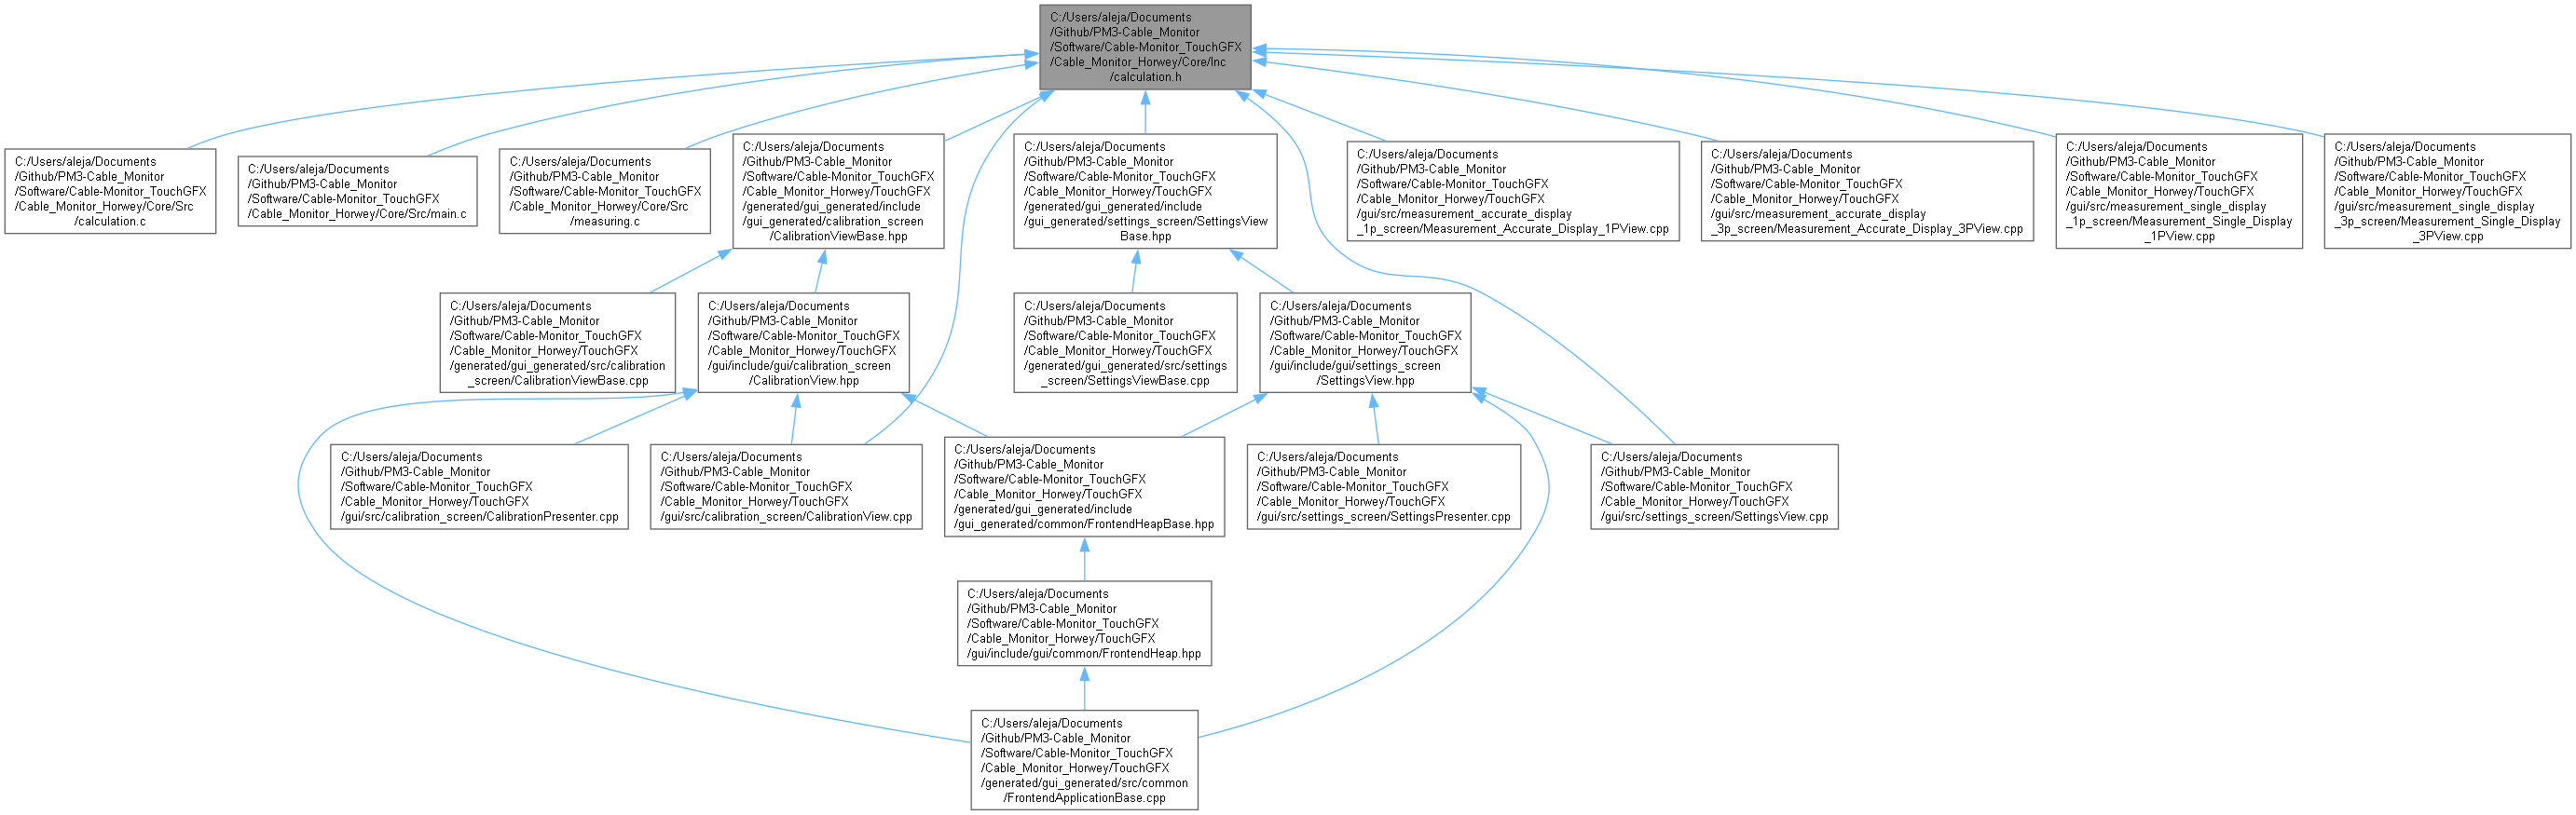 C:/Users/aleja/Documents
/Github/PM3-Cable_Monitor
/Software/Cable-Monitor_TouchGFX
/Cable_Monitor_Horwey/Core/Inc
/calculation.h
C:/Users/aleja/Documents
/Github/PM3-Cable_Monitor
/Software/Cable-Monitor_TouchGFX
/Cable_Monitor_Horwey/Core/Src
/calculation.c
C:/Users/aleja/Documents
/Github/PM3-Cable_Monitor
/Software/Cable-Monitor_TouchGFX
/Cable_Monitor_Horwey/Core/Src/main.c
C:/Users/aleja/Documents
/Github/PM3-Cable_Monitor
/Software/Cable-Monitor_TouchGFX
/Cable_Monitor_Horwey/Core/Src
/measuring.c
C:/Users/aleja/Documents
/Github/PM3-Cable_Monitor
/Software/Cable-Monitor_TouchGFX
/Cable_Monitor_Horwey/TouchGFX
/generated/gui_generated/include
/gui_generated/calibration_screen
/CalibrationViewBase.hpp
C:/Users/aleja/Documents
/Github/PM3-Cable_Monitor
/Software/Cable-Monitor_TouchGFX
/Cable_Monitor_Horwey/TouchGFX
/generated/gui_generated/include
/gui_generated/settings_screen/SettingsView
Base.hpp
C:/Users/aleja/Documents
/Github/PM3-Cable_Monitor
/Software/Cable-Monitor_TouchGFX
/Cable_Monitor_Horwey/TouchGFX
/gui/src/measurement_accurate_display
_1p_screen/Measurement_Accurate_Display_1PView.cpp
C:/Users/aleja/Documents
/Github/PM3-Cable_Monitor
/Software/Cable-Monitor_TouchGFX
/Cable_Monitor_Horwey/TouchGFX
/gui/src/measurement_accurate_display
_3p_screen/Measurement_Accurate_Display_3PView.cpp
C:/Users/aleja/Documents
/Github/PM3-Cable_Monitor
/Software/Cable-Monitor_TouchGFX
/Cable_Monitor_Horwey/TouchGFX
/gui/src/measurement_single_display
_1p_screen/Measurement_Single_Display
_1PView.cpp
C:/Users/aleja/Documents
/Github/PM3-Cable_Monitor
/Software/Cable-Monitor_TouchGFX
/Cable_Monitor_Horwey/TouchGFX
/gui/src/measurement_single_display
_3p_screen/Measurement_Single_Display
_3PView.cpp
C:/Users/aleja/Documents
/Github/PM3-Cable_Monitor
/Software/Cable-Monitor_TouchGFX
/Cable_Monitor_Horwey/TouchGFX
/generated/gui_generated/src/calibration
_screen/CalibrationViewBase.cpp
C:/Users/aleja/Documents
/Github/PM3-Cable_Monitor
/Software/Cable-Monitor_TouchGFX
/Cable_Monitor_Horwey/TouchGFX
/gui/include/gui/calibration_screen
/CalibrationView.hpp
C:/Users/aleja/Documents
/Github/PM3-Cable_Monitor
/Software/Cable-Monitor_TouchGFX
/Cable_Monitor_Horwey/TouchGFX
/generated/gui_generated/src/settings
_screen/SettingsViewBase.cpp
C:/Users/aleja/Documents
/Github/PM3-Cable_Monitor
/Software/Cable-Monitor_TouchGFX
/Cable_Monitor_Horwey/TouchGFX
/gui/include/gui/settings_screen
/SettingsView.hpp
C:/Users/aleja/Documents
/Github/PM3-Cable_Monitor
/Software/Cable-Monitor_TouchGFX
/Cable_Monitor_Horwey/TouchGFX
/gui/src/calibration_screen/CalibrationPresenter.cpp
C:/Users/aleja/Documents
/Github/PM3-Cable_Monitor
/Software/Cable-Monitor_TouchGFX
/Cable_Monitor_Horwey/TouchGFX
/gui/src/calibration_screen/CalibrationView.cpp
C:/Users/aleja/Documents
/Github/PM3-Cable_Monitor
/Software/Cable-Monitor_TouchGFX
/Cable_Monitor_Horwey/TouchGFX
/generated/gui_generated/include
/gui_generated/common/FrontendHeapBase.hpp
C:/Users/aleja/Documents
/Github/PM3-Cable_Monitor
/Software/Cable-Monitor_TouchGFX
/Cable_Monitor_Horwey/TouchGFX
/gui/src/settings_screen/SettingsPresenter.cpp
C:/Users/aleja/Documents
/Github/PM3-Cable_Monitor
/Software/Cable-Monitor_TouchGFX
/Cable_Monitor_Horwey/TouchGFX
/gui/src/settings_screen/SettingsView.cpp
C:/Users/aleja/Documents
/Github/PM3-Cable_Monitor
/Software/Cable-Monitor_TouchGFX
/Cable_Monitor_Horwey/TouchGFX
/gui/include/gui/common/FrontendHeap.hpp
C:/Users/aleja/Documents
/Github/PM3-Cable_Monitor
/Software/Cable-Monitor_TouchGFX
/Cable_Monitor_Horwey/TouchGFX
/generated/gui_generated/src/common
/FrontendApplicationBase.cpp